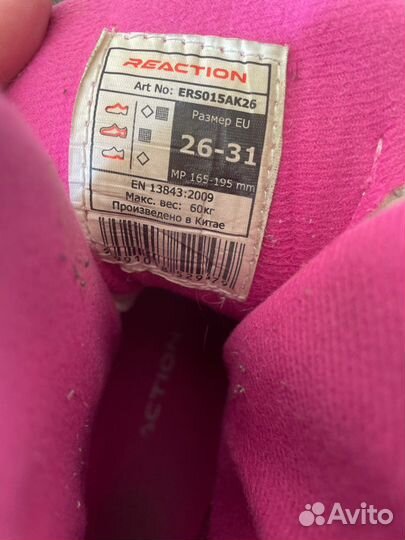 REACTION
Art No: ERS015AK26
Размер EU
26-31
MP 165-195 mm
EN 13843:2009
Макс. вес: 60кг
Произведено в Китае
ACTION
Avito